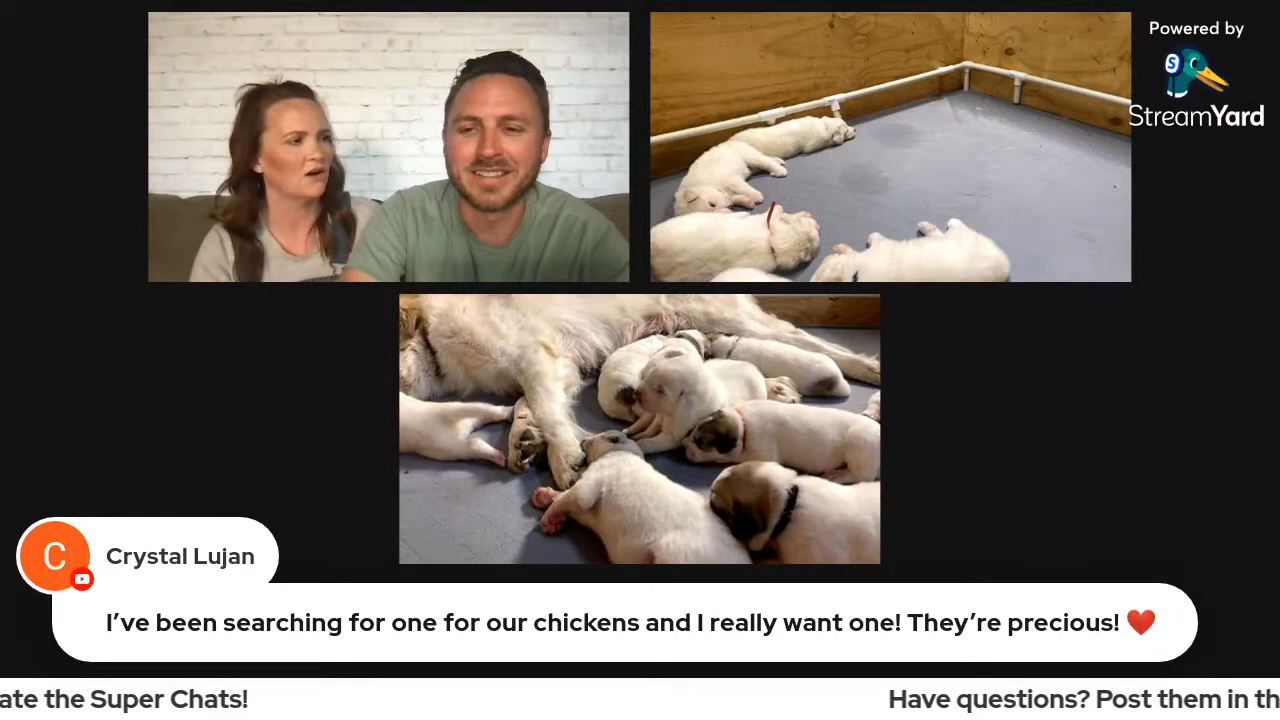 Powered by
StreamYard
C
Crystal Lujan
I’ve been searching for one for our chickens and I really want one! They’re precious! ❤️
ate the Super Chats!
Have questions? Post them in th